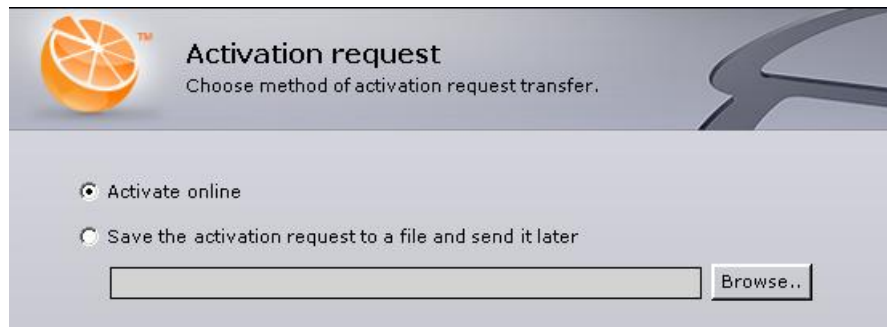 TM
Activation request
Choose method of activation request transfer.
Activate online
Save the activation request to a file and send it later
Browse..